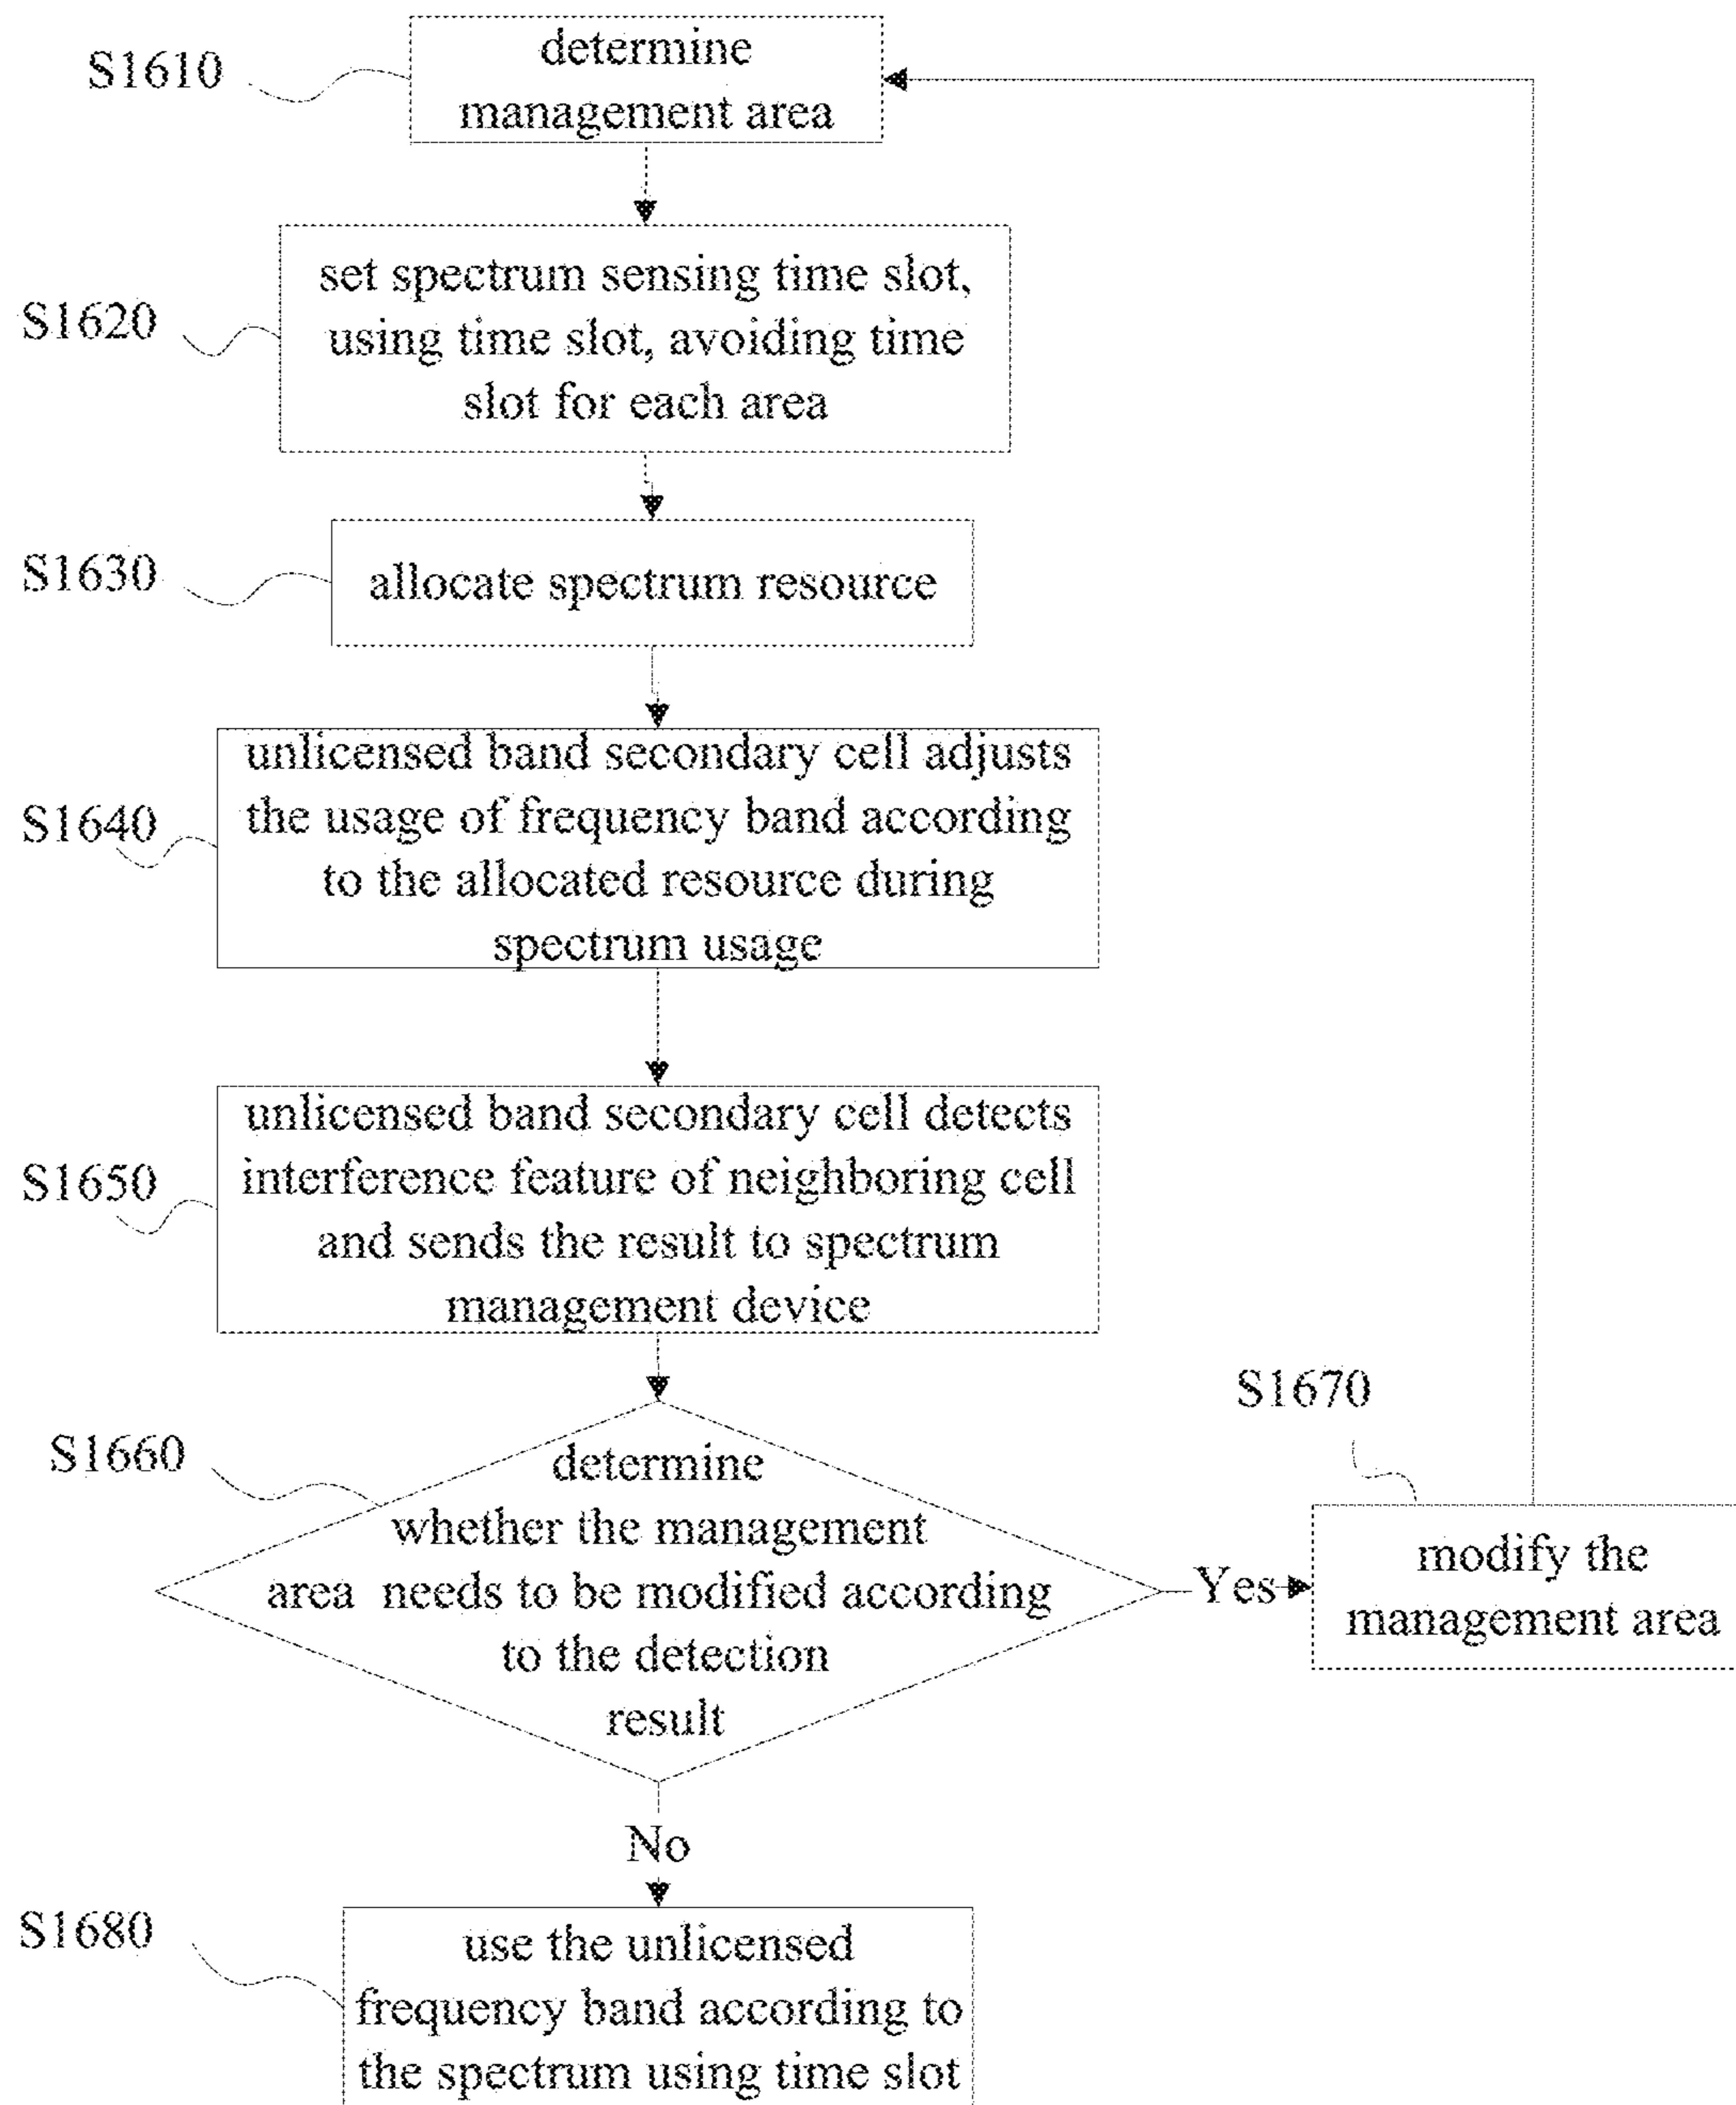 S1610
determine
management area
S1620
set spectrum sensing time slot,
using time slot, avoiding time
slot for each area
S1630
allocate spectrum resource
S1640
unlicensed band secondary cell adjusts
the usage of frequency band according
to the allocated resource during
spectrum usage
S1650
unlicensed band secondary cell detects
interference feature of neighboring cell
and sends the result to spectrum
management device
S1660
determine
whether the management
area needs to be modified according
to the detection
result
Yes
S1670
modify the
management area
No
S1680
use the unlicensed
frequency band according to
the spectrum using time slot